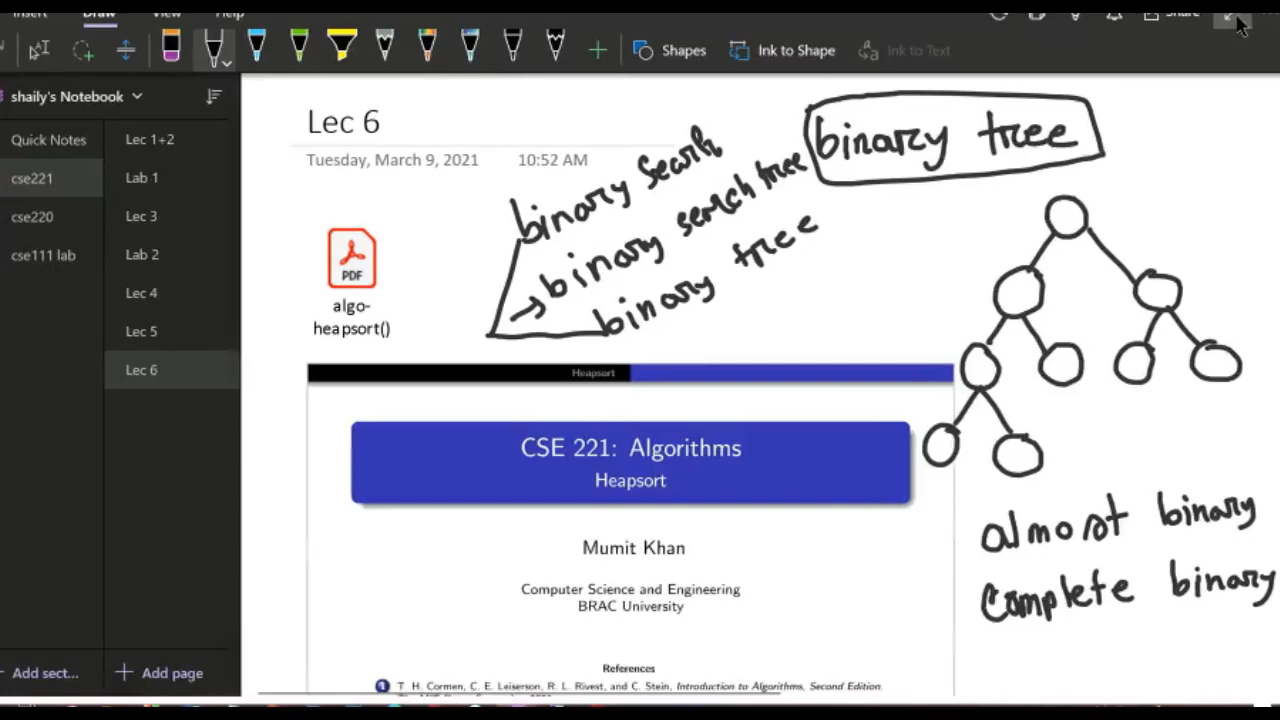 Insert Draw View Help
Share
Shapes Ink to Shape Ink to Text
shaily's Notebook
Quick Notes
cse221
cse220
cse111 lab
Add sect...
Lec 1+2
Lab 1
Lec 3
Lab 2
Lec 4
Lec 5
Lec 6
Add page
Lec 6
Tuesday, March 9, 2021 10:52 AM
PDF
algo-
heapsort()
binary search
binary search tree
binary tree
binary tree
almost binary
complete binary
Heapsort
CSE 221: Algorithms
Heapsort
Mumit Khan
Computer Science and Engineering
BRAC University
References
1 T. H. Cormen, C. E. Leiserson, R. L. Rivest, and C. Stein, Introduction to Algorithms, Second Edition.